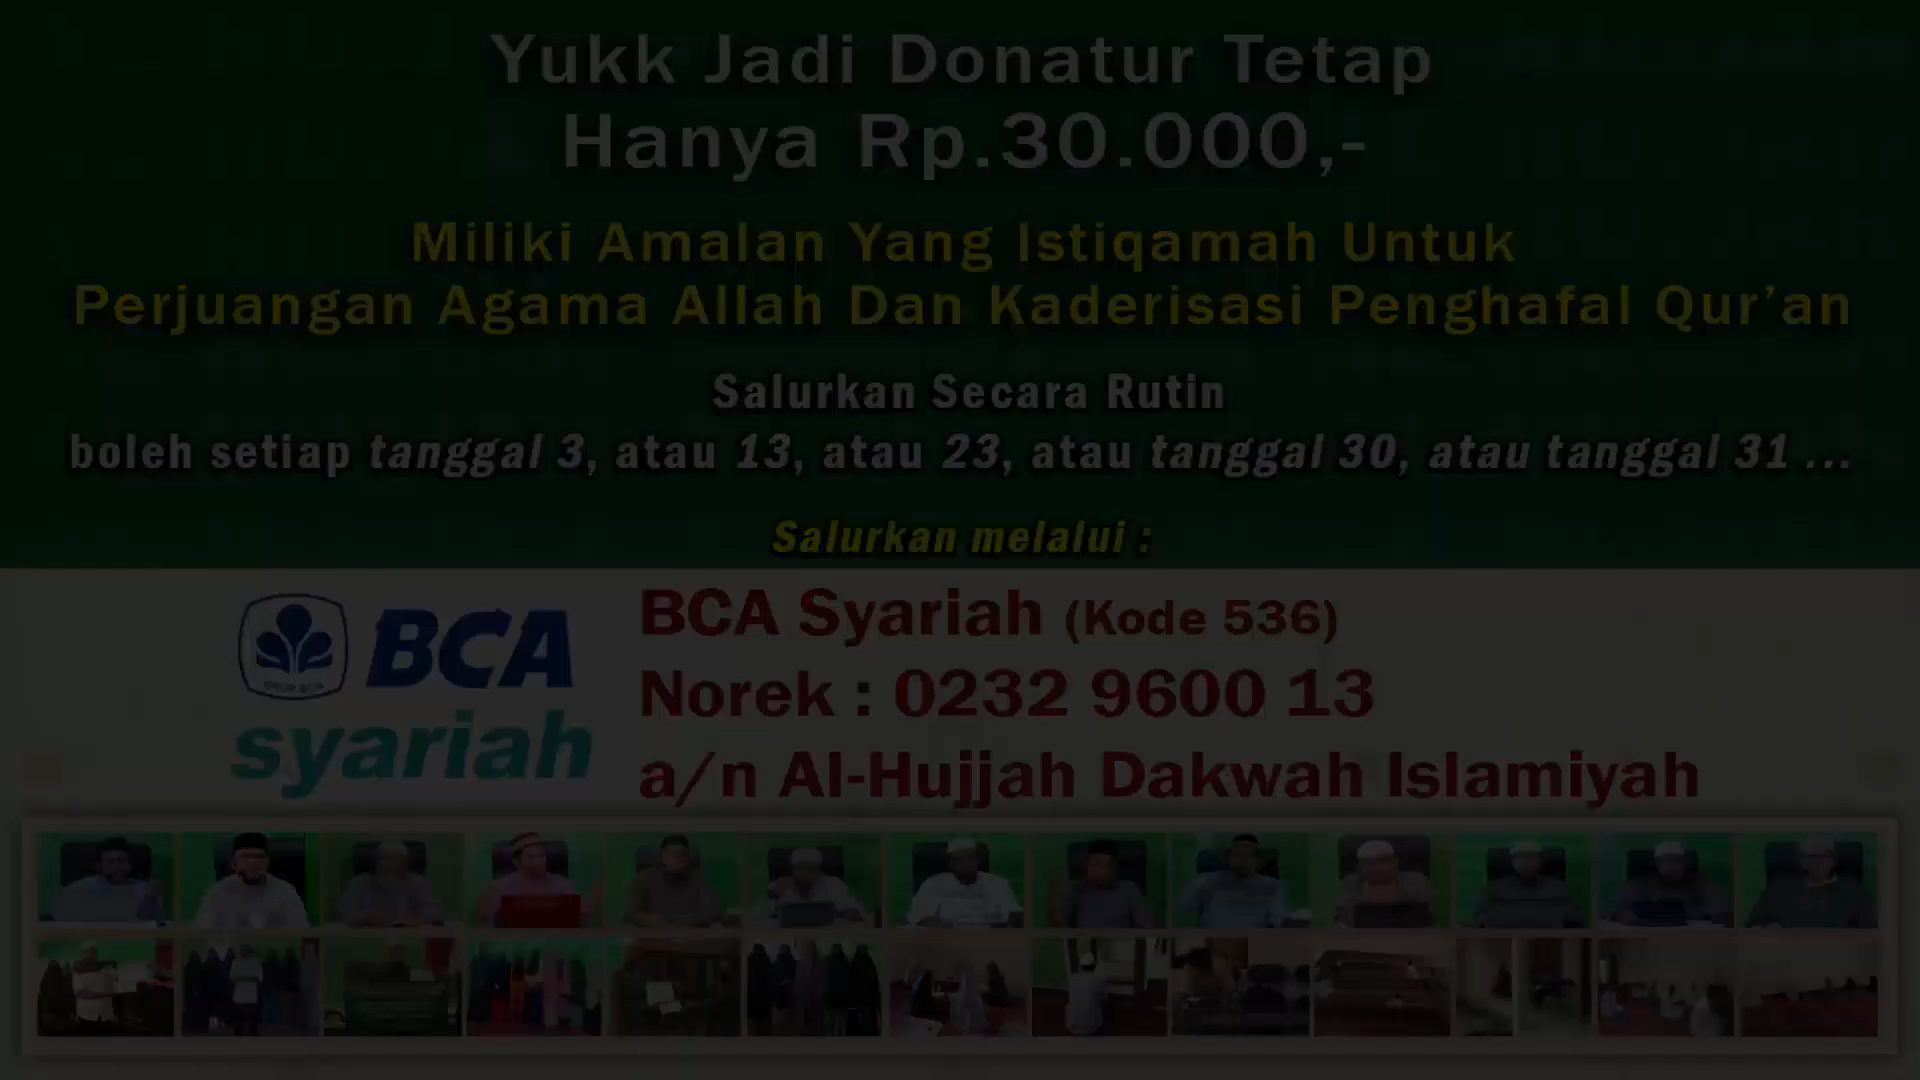 Yukk Jadi Donatur Tetap
Hanya Rp.30.000,-
Miliki Amalan Yang Istiqamah Untuk
Perjuangan Agama Allah Dan Kaderisasi Penghafal Qur’an
Salurkan Secara Rutin
boleh setiap tanggal 3, atau 13, atau 23, atau tanggal 30, atau tanggal 31 ...
Salurkan melalui :
BCA
syariah
BCA Syariah (Kode 536)
Norek : 0232 9600 13
a/n Al-Hujjah Dakwah Islamiyah